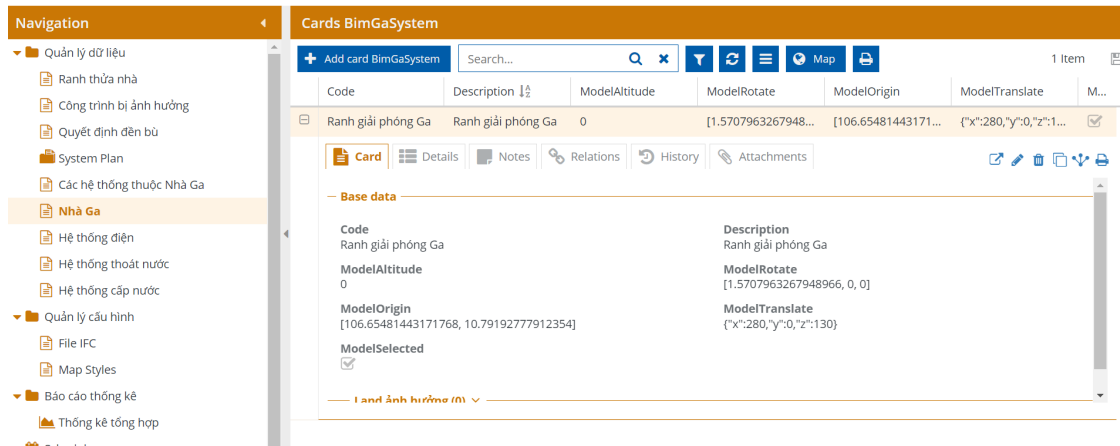 Navigation
Quản lý dữ liệu
Ranh thửa nhà
Công trình bị ảnh hưởng
Quyết định đền bù
System Plan
Các hệ thống thuộc Nhà Ga
Nhà Ga
Hệ thống điện
Hệ thống thoát nước
Hệ thống cấp nước
Quản lý cấu hình
File IFC
Map Styles
Báo cáo thống kê
Thống kê tổng hợp
Cards BimGaSystem
Add card BimGaSystem Search... Map 1 Item
Code Description ModelAltitude ModelRotate ModelOrigin ModelTranslate M...
Ranh giải phóng Ga Ranh giải phóng Ga 0 [1.5707963267948... [106.65481443171... {"x":280,"y":0,"z":1...
Card Details Notes Relations History Attachments
Base data
Code Description
Ranh giải phóng Ga Ranh giải phóng Ga
ModelAltitude ModelRotate
0 [1.5707963267948966, 0, 0]
ModelOrigin ModelTranslate
[106.65481443171768, 10.79192777912354] {"x":280,"y":0,"z":130}
ModelSelected
Land ảnh hưởng (0)